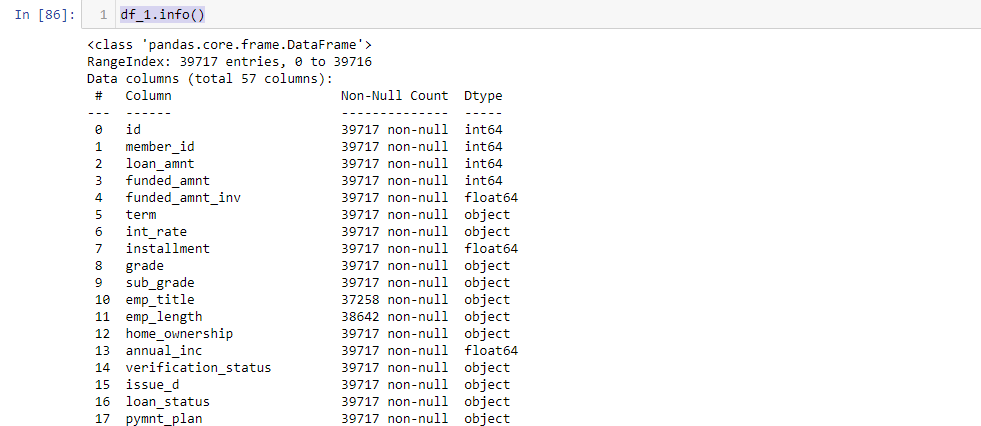 In [86]: 1 df_1.info()
<class 'pandas.core.frame.DataFrame'>
RangeIndex: 39717 entries, 0 to 39716
Data columns (total 57 columns):
 #   Column                     Non-Null Count  Dtype
---  ------                     --------------  -----
 0   id                         39717 non-null  int64
 1   member_id                  39717 non-null  int64
 2   loan_amnt                  39717 non-null  int64
 3   funded_amnt                39717 non-null  int64
 4   funded_amnt_inv            39717 non-null  float64
 5   term                       39717 non-null  object
 6   int_rate                   39717 non-null  object
 7   installment                39717 non-null  float64
 8   grade                      39717 non-null  object
 9   sub_grade                  39717 non-null  object
 10  emp_title                  37258 non-null  object
 11  emp_length                 38642 non-null  object
 12  home_ownership             39717 non-null  object
 13  annual_inc                 39717 non-null  float64
 14  verification_status        39717 non-null  object
 15  issue_d                    39717 non-null  object
 16  loan_status                39717 non-null  object
 17  pymnt_plan                 39717 non-null  object